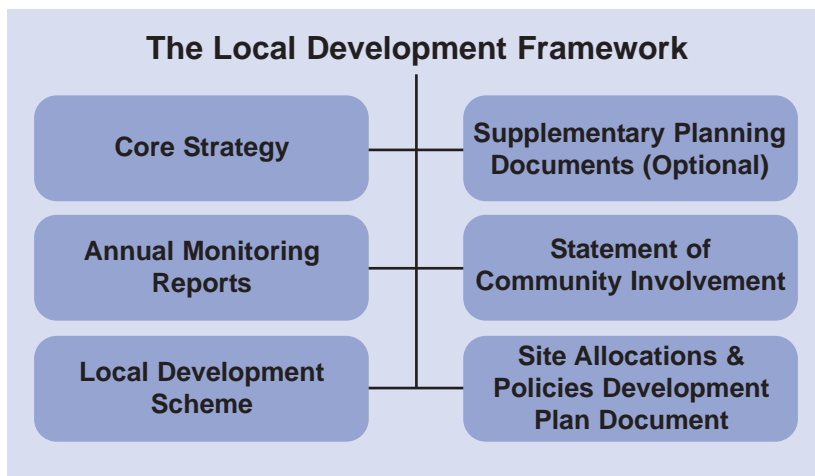 The Local Development Framework
Core Strategy
Supplementary Planning
Documents (Optional)
Annual Monitoring
Reports
Statement of
Community Involvement
Local Development
Scheme
Site Allocations &
Policies Development
Plan Document